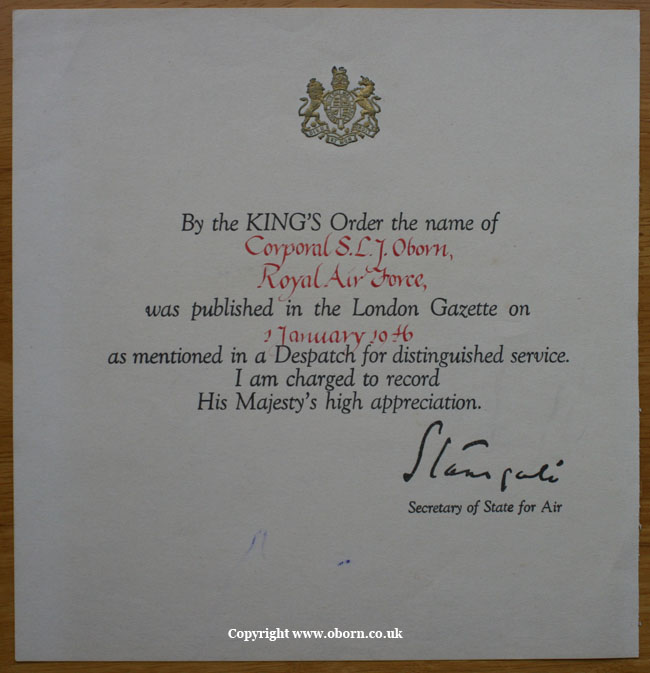 By the KING'S Order the name of
Corporal S.L.J. Oborn,
Royal Air Force,
was published in the London Gazette on
1 January 1946
as mentioned in a Despatch for distinguished service.
I am charged to record
His Majesty's high appreciation.
Stansgate
Secretary of State for Air
Copyright www.oborn.co.uk